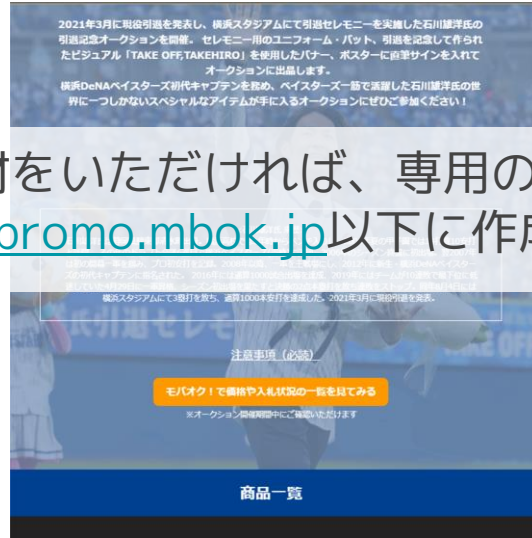 2021年3月に現役引退を発表し、横浜スタジアムにて引退セレモニーを実施した石川雄洋氏の
引退記念オークションを開催。 セレモニー用のユニフォーム・バット、引退を記念して作られ
たビジュアル「TAKE OFF,TAKEHIRO」を使用したバナー、ポスターに直筆サインを入れて
オークションに出品します。
横浜DeNAベイスターズ初代キャプテンを務め、ベイスターズ一筋で活躍した石川雄洋氏の世
界に一つしかないスペシャルなアイテムが手に入るオークションにぜひご参加ください！
材をいただければ、専用の
promo.mbok.jp以下に作成
横浜スタジアムにて3塁打を放ち、通算1000本安打を達成した。2021年3月に現役引退を発表。
注意事項（必読）
モバオク！で価格や入札状況の一覧を見てみる
※オークション開催期間中にご確認いただけます
商品一覧